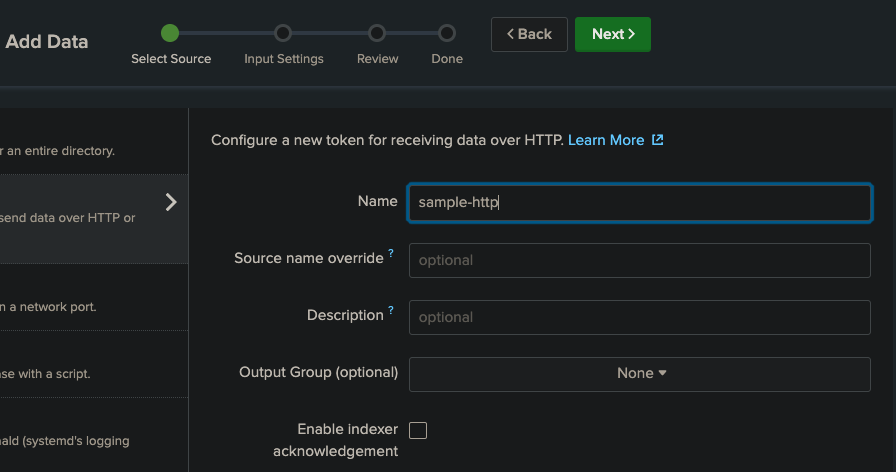 Add Data
Select Source
Input Settings
Review
Done
Back
Next
r an entire directory.
send data over HTTP or
n a network port.
se with a script.
ald (systemd's logging
Configure a new token for receiving data over HTTP. Learn More
Name
sample-http
Source name override ?
optional
Description ?
optional
Output Group (optional)
None
Enable indexer
acknowledgement